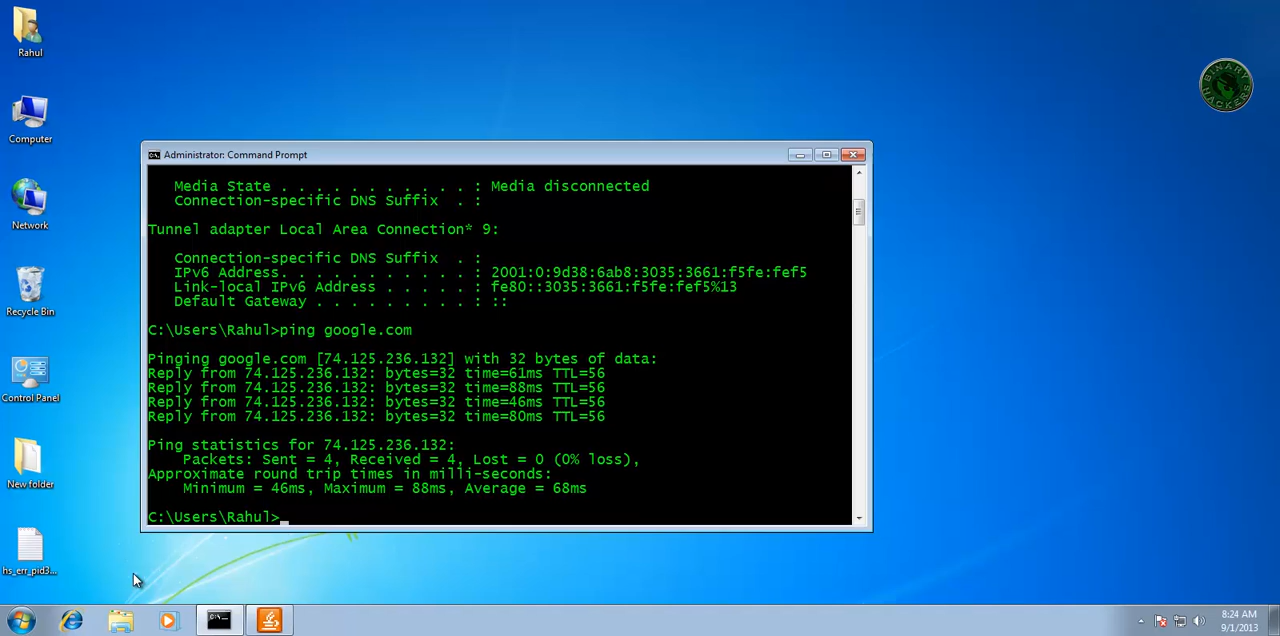 Rahul
Computer
Network
Recycle Bin
Control Panel
New folder
hs_err_pid3...
BINARY
HACKERS
Administrator: Command Prompt
Media State . . . . . . . . . . . : Media disconnected
Connection-specific DNS Suffix  . :
Tunnel adapter Local Area Connection* 9:
Connection-specific DNS Suffix  . :
IPv6 Address. . . . . . . . . . . : 2001:0:9d38:6ab8:3035:3661:f5fe:fef5
Link-local IPv6 Address . . . . . : fe80::3035:3661:f5fe:fef5%13
Default Gateway . . . . . . . . . : ::
C:\Users\Rahul>ping google.com
Pinging google.com [74.125.236.132] with 32 bytes of data:
Reply from 74.125.236.132: bytes=32 time=61ms TTL=56
Reply from 74.125.236.132: bytes=32 time=88ms TTL=56
Reply from 74.125.236.132: bytes=32 time=46ms TTL=56
Reply from 74.125.236.132: bytes=32 time=80ms TTL=56
Ping statistics for 74.125.236.132:
Packets: Sent = 4, Received = 4, Lost = 0 (0% loss),
Approximate round trip times in milli-seconds:
Minimum = 46ms, Maximum = 88ms, Average = 68ms
C:\Users\Rahul>_
8:24 AM
9/1/2013